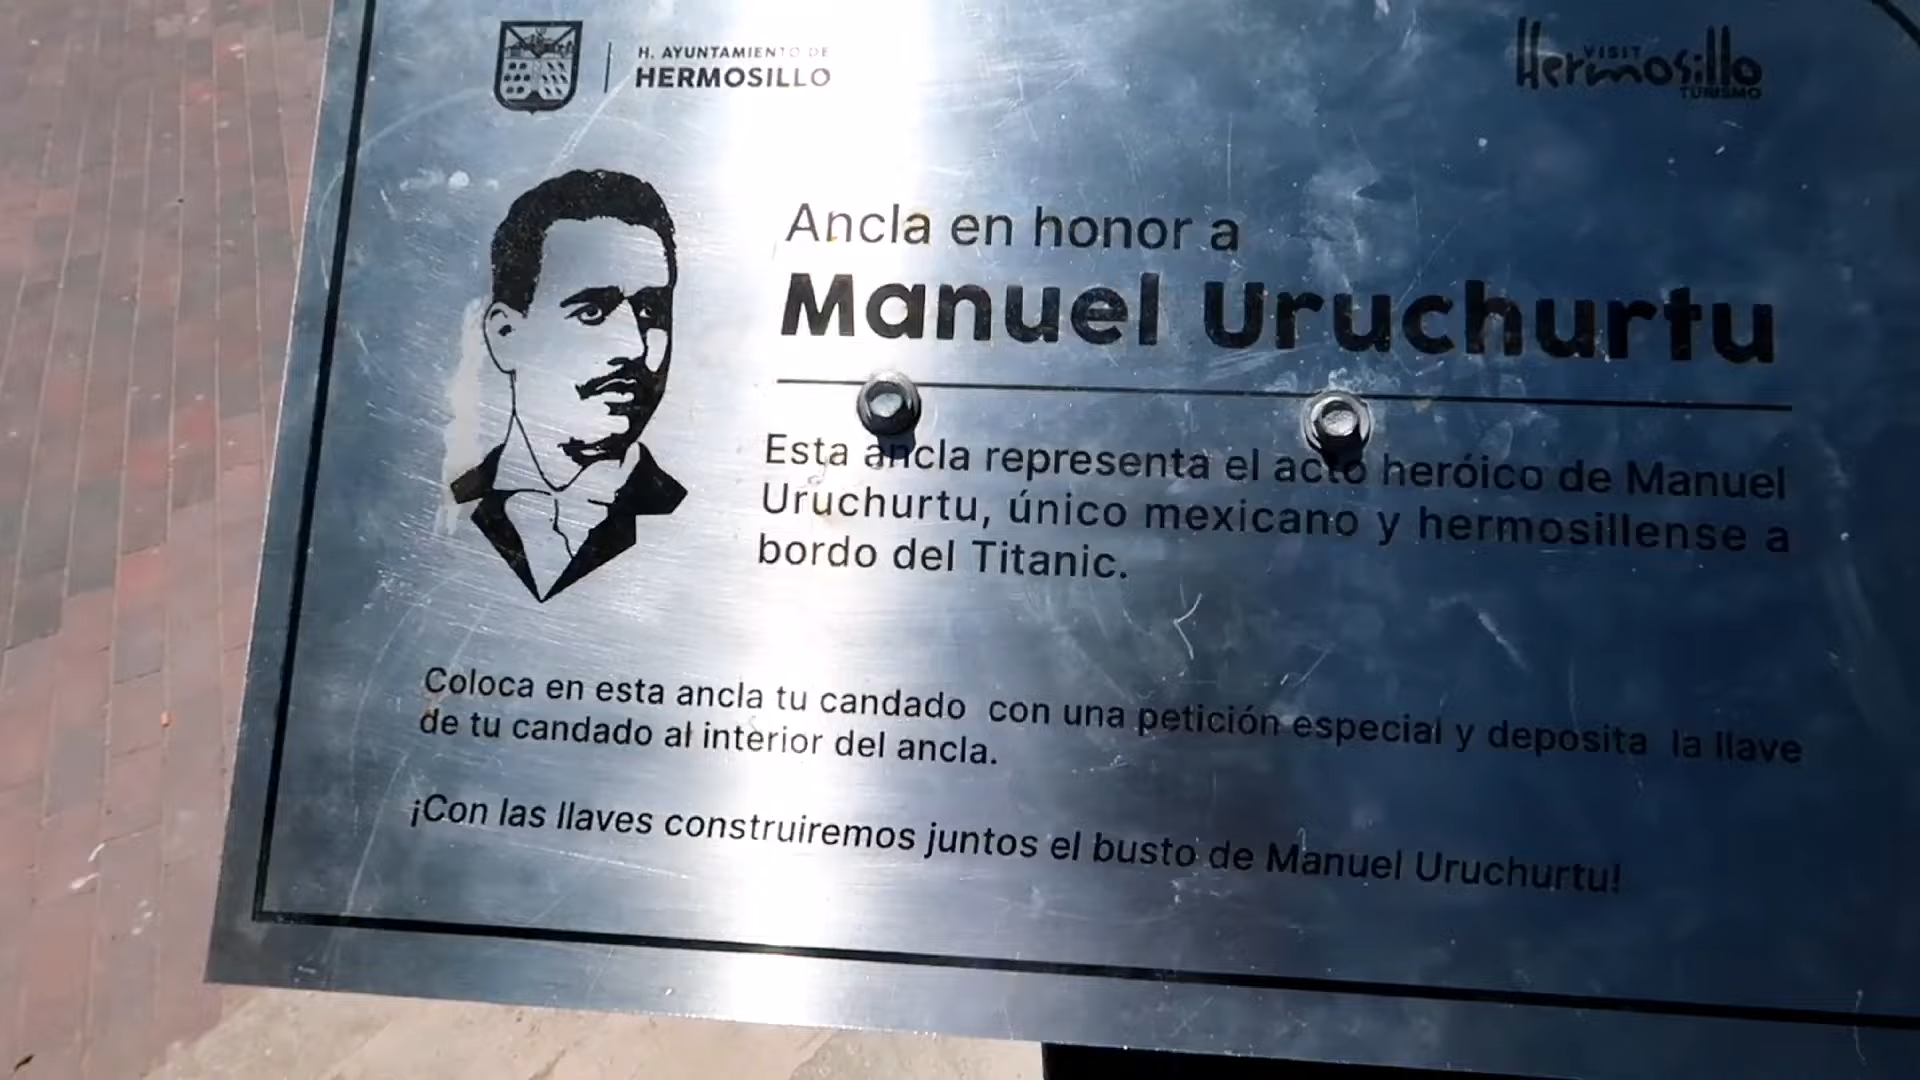 H. AYUNTAMIENTO DE
HERMOSILLO
VISIT
Hermosillo
TURISMO
Ancla en honor a
Manuel Uruchurtu
Esta ancla representa el acto heróico de Manuel
Uruchurtu, único mexicano y hermosillense a
bordo del Titanic.
Coloca en esta ancla tu candado con una petición especial y deposita la llave
de tu candado al interior del ancla.
¡Con las llaves construiremos juntos el busto de Manuel Uruchurtu!